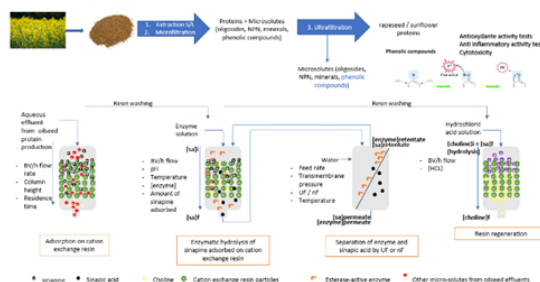 1. Extraction S/L
2. Microfiltration
Proteins + Microsolutes
(oligosides, NPN, minerals,
phenolic compounds)
3. Ultrafiltration
rapeseed / sunflower
proteins
Phenolic compounds
Antioxydante activity tests
Anti inflammatory activity tests
Cytotoxicity
Microsolutes (oligosides,
NPN, minerals, phenolic
compounds)
Resin washing
Resin washing
Aqueous
effluent
from oilseed
protein
production
- BV/h flow
rate
- Column
height
- Residence
time
Adsorption on cation
exchange resin
Enzyme
solution
[sa]i
- BV/h flow
- pH
- Temperature
- [enzyme]
- Amount of
sinapine
adsorbed
[sa]f
Enzymatic hydrolysis of
sinapine adsorbed on cation
exchange resin
[enzyme]retentate
[sa]retentate
Water
- Feed rate
- Transmembrane
pressure
- UF / nf
- Temperature
[sa]permeate
[enzyme]permeate
Separation of enzyme and
sinapic acid by UF or nF
Hydrochloric
acid solution
[choline]i = [sa]f
(hydrolysis)
- BV/h flow
- [HCL]
[choline]f
Resin regeneration
sinapine
Sinapic acid
Choline
Cation exchange resin particles
Esterase-active enzyme
Other micro-solutes from oilseed effluents